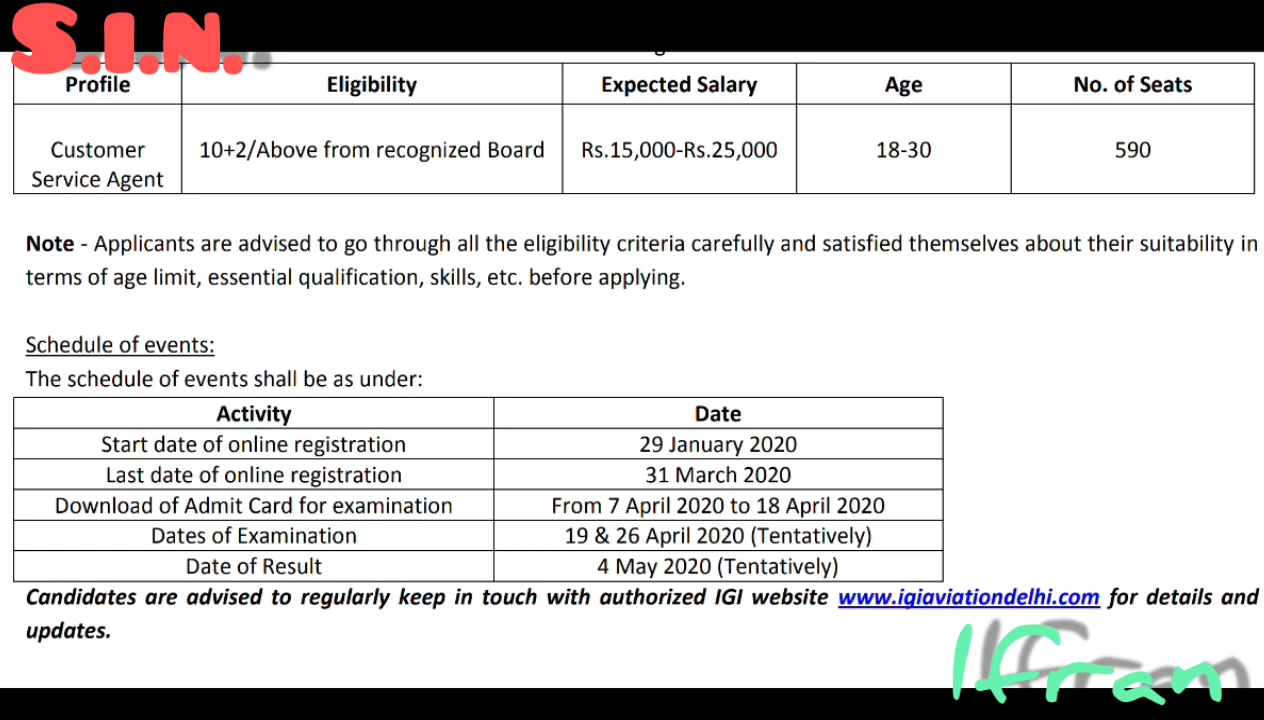 S.I.N.
Profile Eligibility Expected Salary Age No. of Seats
Customer Service Agent 10+2/Above from recognized Board Rs.15,000-Rs.25,000 18-30 590
Note - Applicants are advised to go through all the eligibility criteria carefully and satisfied themselves about their suitability in
terms of age limit, essential qualification, skills, etc. before applying.
Schedule of events:
The schedule of events shall be as under:
Activity Date
Start date of online registration 29 January 2020
Last date of online registration 31 March 2020
Download of Admit Card for examination From 7 April 2020 to 18 April 2020
Dates of Examination 19 & 26 April 2020 (Tentatively)
Date of Result 4 May 2020 (Tentatively)
Candidates are advised to regularly keep in touch with authorized IGI website www.igiaviationdelhi.com for details and
updates.
Ifran